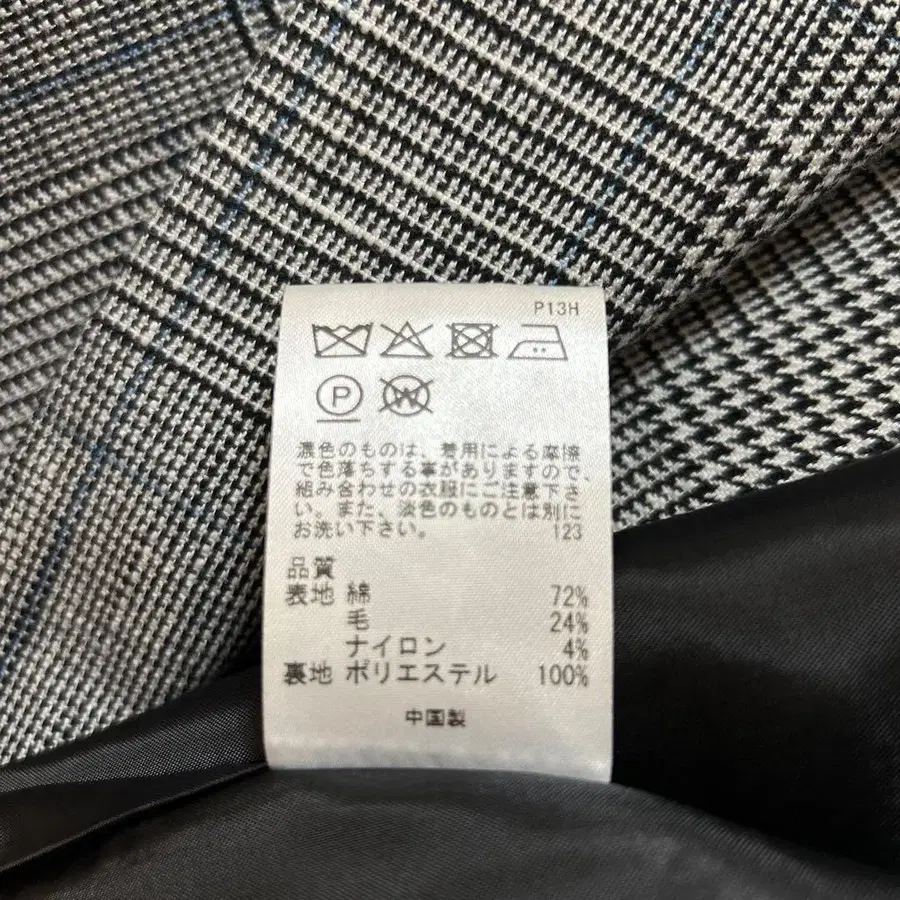 P13H
P
W
濃色のものは、着用による摩擦
で色落ちする事がありますので、
組み合わせの衣服にご注意下さ
い。また、淡色のものとは別に
お洗い下さい。 123
品質
表地 綿 72%
毛 24%
ナイロン 4%
裏地 ポリエステル 100%
中国製